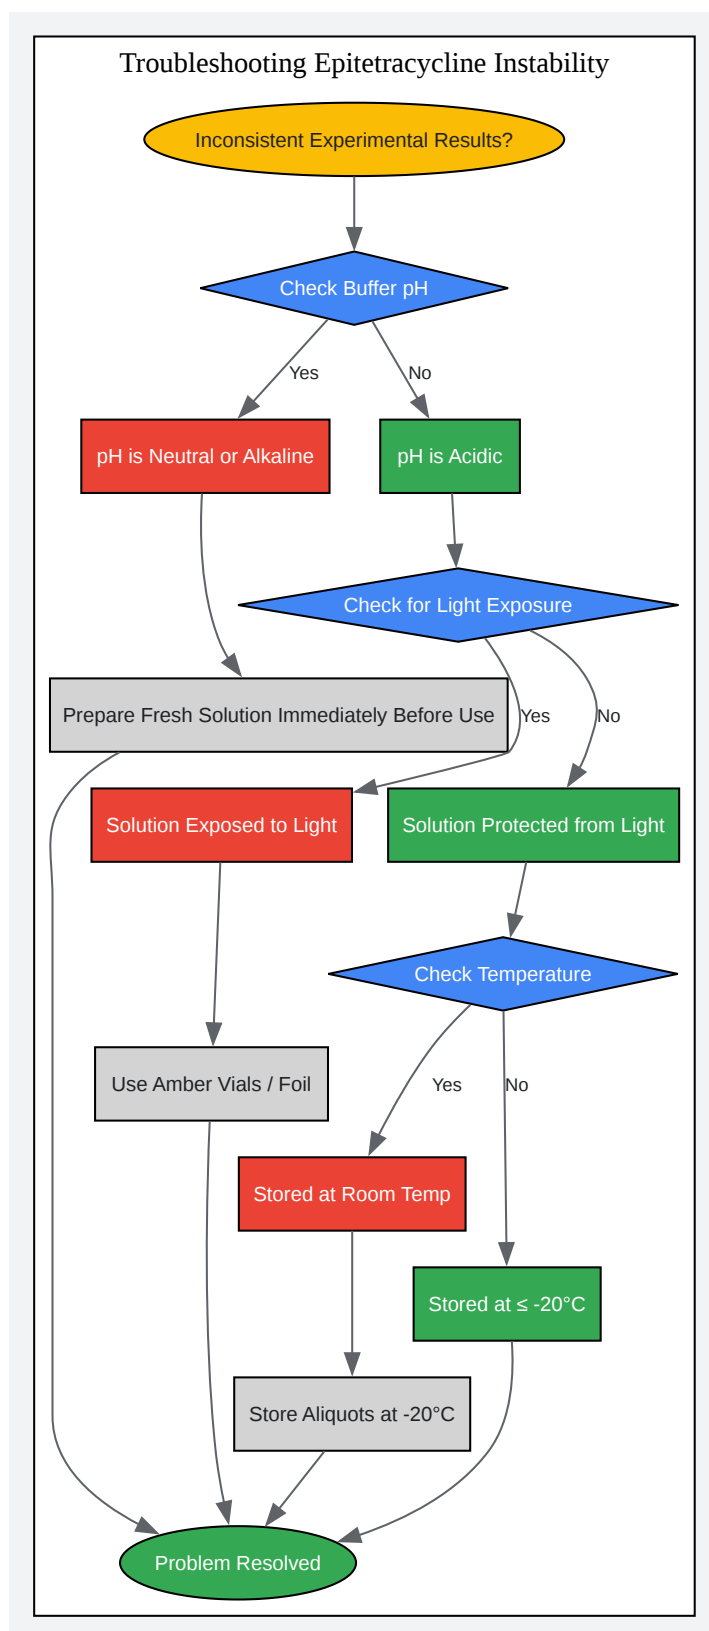 Troubleshooting Epitetracycline Instability
Inconsistent Experimental Results?
Check Buffer pH
Yes
No
pH is Neutral or Alkaline
pH is Acidic
Check for Light Exposure
Prepare Fresh Solution Immediately Before Use
Yes
No
Solution Exposed to Light
Solution Protected from Light
Check Temperature
Use Amber Vials / Foil
Yes
No
Stored at Room Temp
Stored at ≤ -20°C
Store Aliquots at -20°C
Problem Resolved